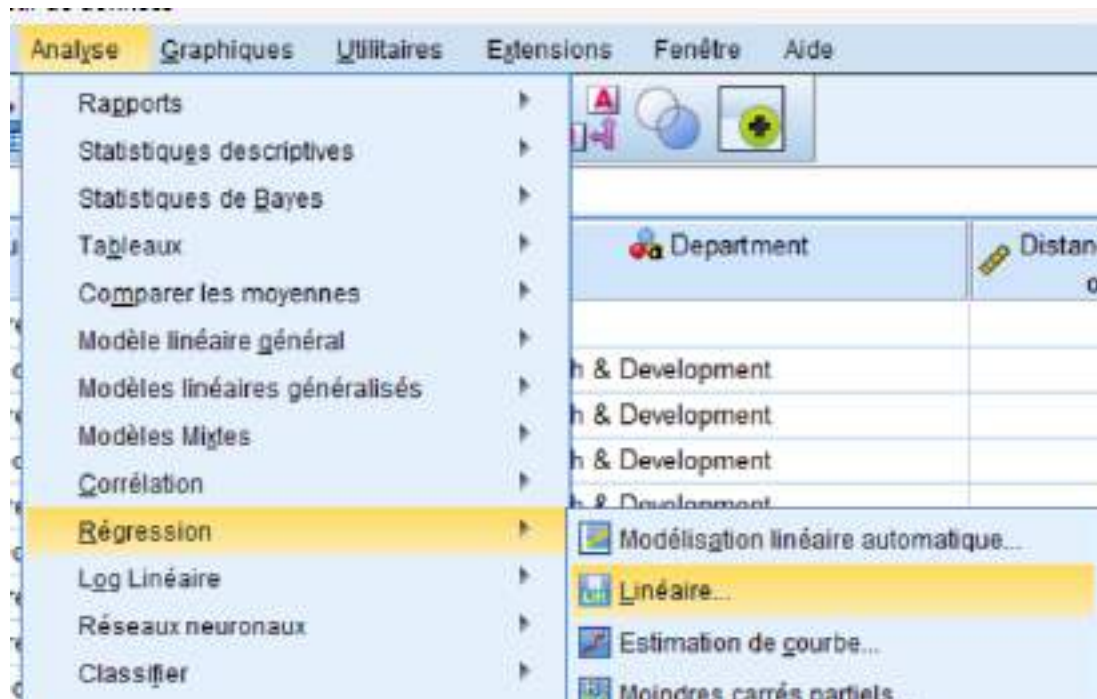 Analyse Graphiques Utilitaires Extensions Fenêtre Aide
Rapports
Statistiques descriptives
Statistiques de Bayes
Tableaux
Department
Distan
Comparer les moyennes
Modèle linéaire général
h & Development
Modèles linéaires généralisés
h & Development
Modèles Mixtes
h & Development
Corrélation
h & Development
Régression
Modélisation linéaire automatique...
Log Linéaire
Linéaire...
Réseaux neuronaux
Estimation de courbe...
Classifier
Moindres carrés partiels